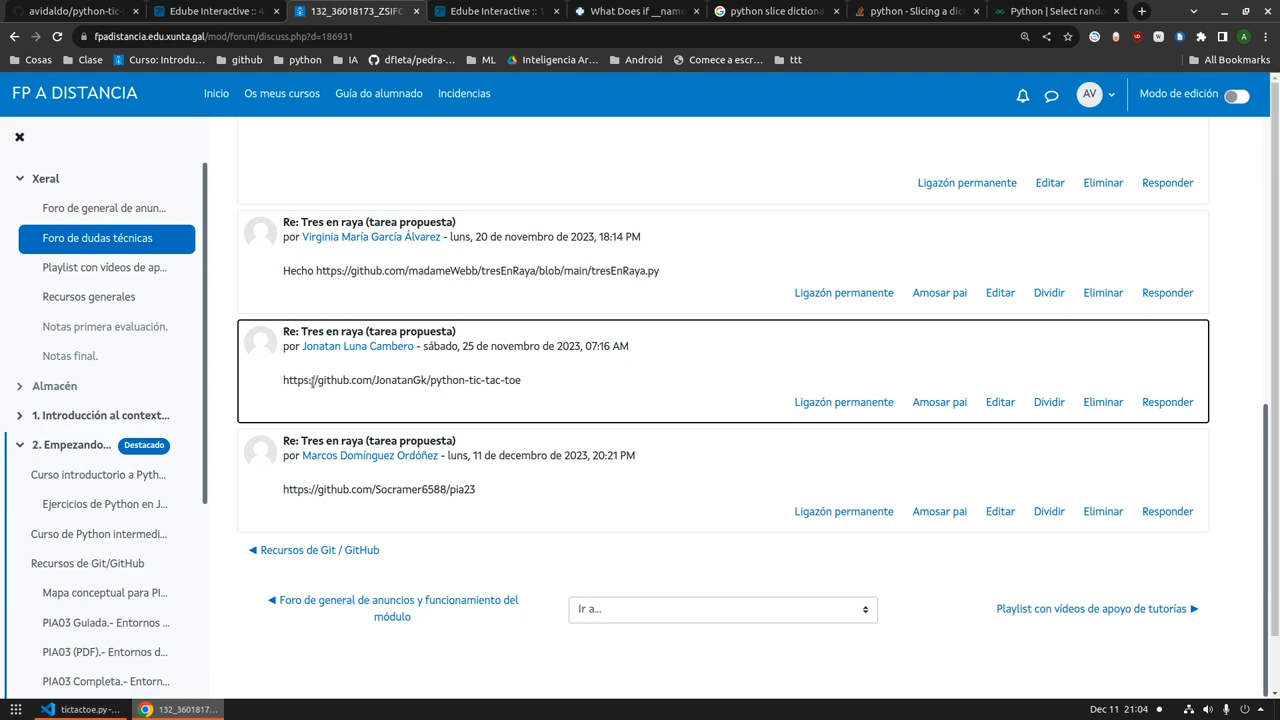 avidaldo/python-tic-t
Edube Interactive :: 4.
132_36018173_ZSIFC
Edube Interactive :: 1
What Does if __name_
python slice dictiona
python - Slicing a dic
Python | Select rando
fpadistancia.edu.xunta.gal/mod/forum/discuss.php?d=186931
A
Cosas
Clase
Curso: Introdu...
github
python
IA
dfleta/pedra-...
ML
Inteligencia Ar...
Android
Comece a escr...
ttt
All Bookmarks
FP A DISTANCIA
Inicio
Os meus cursos
Guía do alumnado
Incidencias
AV
Modo de edición
Xeral
Foro de general de anun...
Foro de dudas técnicas
Playlist con vídeos de ap...
Recursos generales
Notas primera evaluación.
Notas final.
Almacén
1. Introducción al context...
2. Empezando... Destacado
Curso introductorio a Pyth...
Ejercicios de Python en J...
Curso de Python intermedi...
Recursos de Git/GitHub
Mapa conceptual para PI...
PIA03 Guiada.- Entornos ...
PIA03 (PDF).- Entornos d...
PIA03 Completa.- Entorn...
Ligazón permanente Editar Eliminar Responder
Re: Tres en raya (tarea propuesta)
por Virginia María García Álvarez - luns, 20 de novembro de 2023, 18:14 PM
Hecho https://github.com/madameWebb/tresEnRaya/blob/main/tresEnRaya.py
Ligazón permanente Amosar pai Editar Dividir Eliminar Responder
Re: Tres en raya (tarea propuesta)
por Jonatan Luna Cambero - sábado, 25 de novembro de 2023, 07:16 AM
https://github.com/JonatanGk/python-tic-tac-toe
Ligazón permanente Amosar pai Editar Dividir Eliminar Responder
Re: Tres en raya (tarea propuesta)
por Marcos Domínguez Ordóñez - luns, 11 de decembro de 2023, 20:21 PM
https://github.com/Socramer6588/pia23
Ligazón permanente Amosar pai Editar Dividir Eliminar Responder
◄ Recursos de Git / GitHub
◄ Foro de general de anuncios y funcionamiento del
módulo
Ir a...
Playlist con vídeos de apoyo de tutorías ►
tictactoe.py -...
132_3601817...
Dec 11 21:04